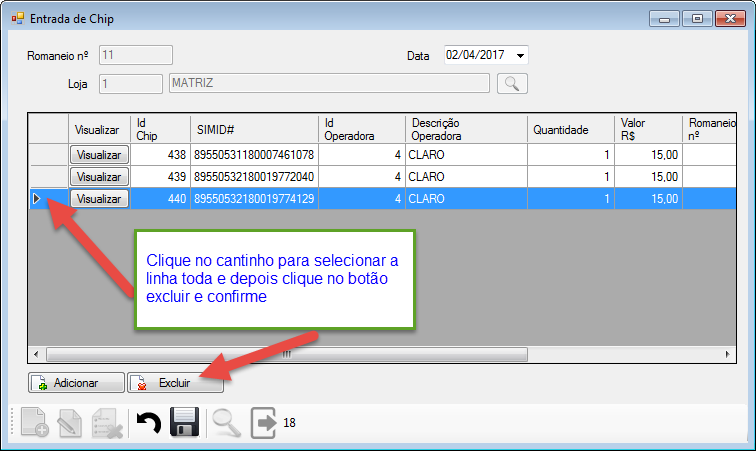 Entrada de Chip
Romaneio nº 11 Data 02/04/2017
Loja 1 MATRIZ
Visualizar Id Chip SIMID# Id Operadora Descrição Operadora Quantidade Valor R$ Romaneio nº
Visualizar 438 89550531180007461078 4 CLARO 1 15,00
Visualizar 439 89550532180019772040 4 CLARO 1 15,00
Visualizar 440 89550532180019774129 4 CLARO 1 15,00
Clique no cantinho para selecionar a
linha toda e depois clique no botão
excluir e confirme
Adicionar Excluir
18